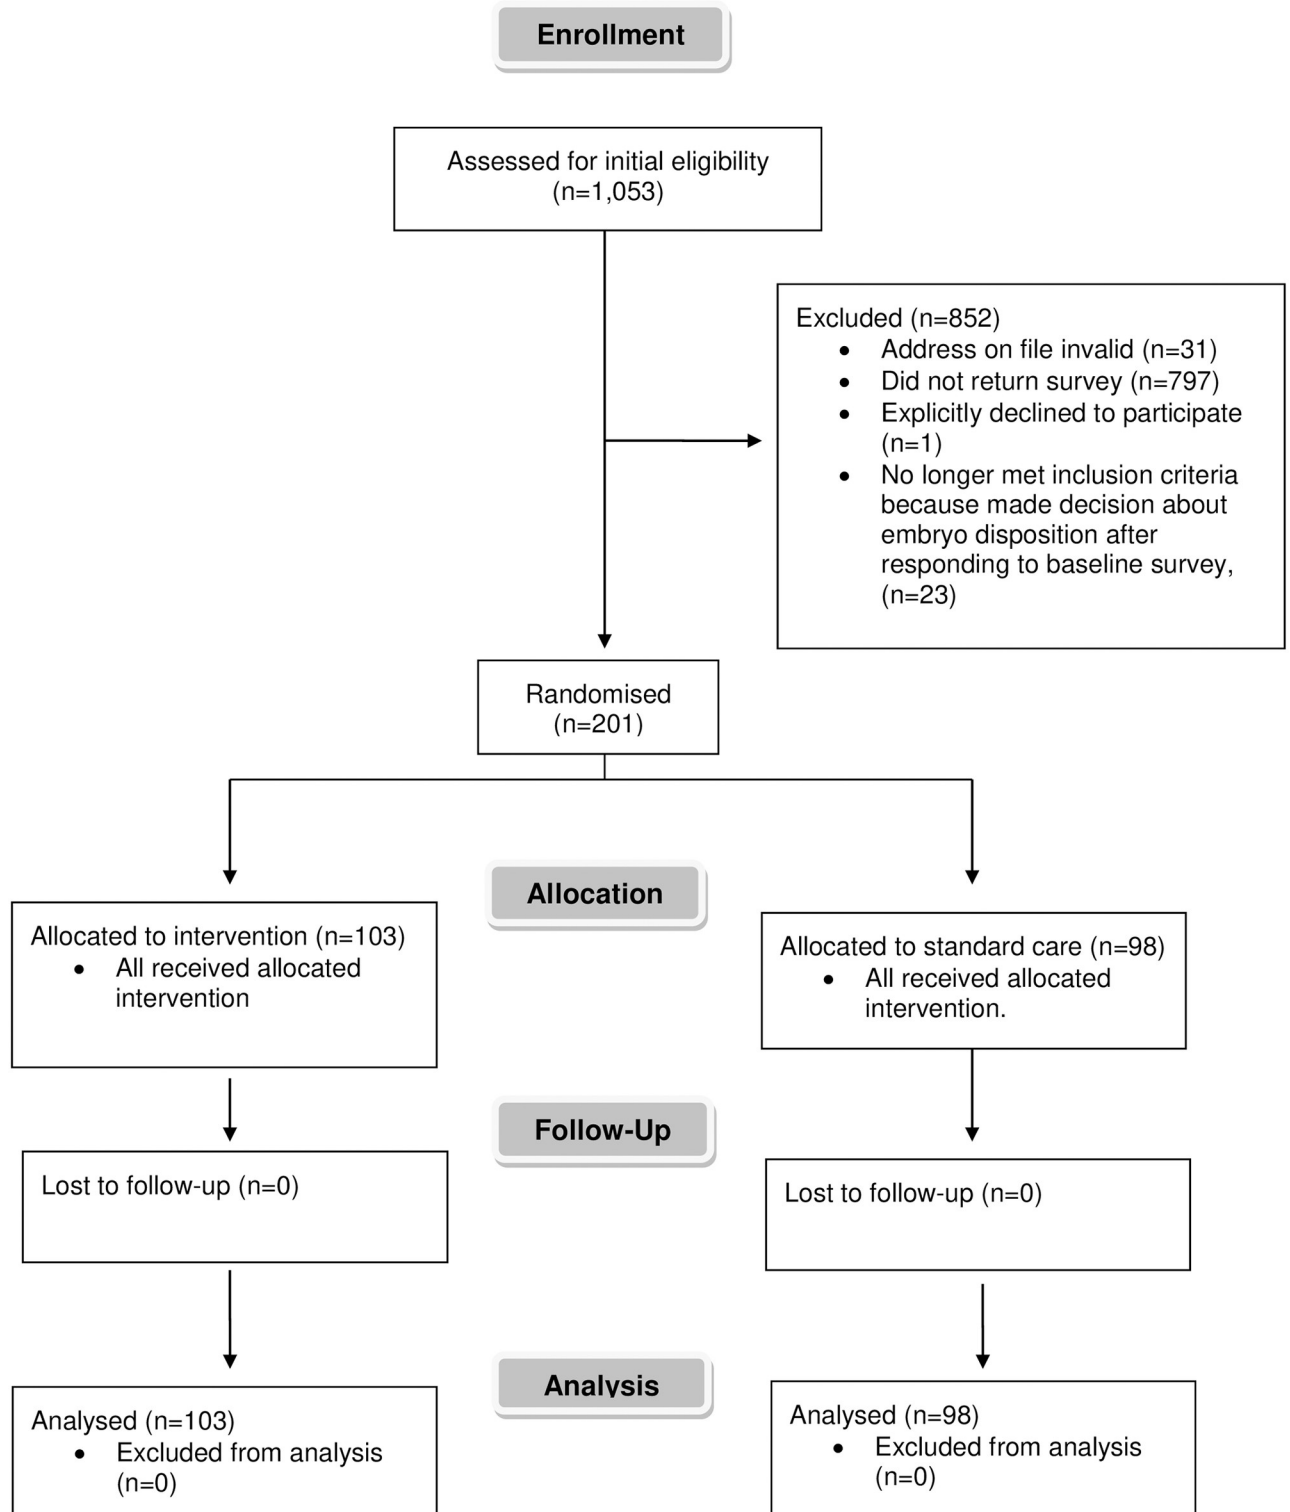 Enrollment
Assessed for initial eligibility
(n=1,053)
Excluded (n=852)
• Address on file invalid (n=31)
• Did not return survey (n=797)
• Explicitly declined to participate
(n=1)
• No longer met inclusion criteria
because made decision about
embryo disposition after
responding to baseline survey,
(n=23)
Randomised
(n=201)
Allocation
Allocated to intervention (n=103)
• All received allocated
intervention
Allocated to standard care (n=98)
• All received allocated
intervention.
Follow-Up
Lost to follow-up (n=0)
Lost to follow-up (n=0)
Analysis
Analysed (n=103)
• Excluded from analysis
(n=0)
Analysed (n=98)
• Excluded from analysis
(n=0)